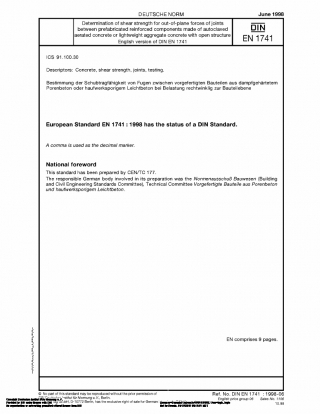 DEUTSCHE NORM
June 1998
Determination of shear strength for out-of-plane forces of joints
between prefabricated reinforced components made of autoclaved
aerated concrete or lightweight aggregate concrete with open structure
English version of DIN EN 1741
DIN
EN 1741
ICS 91.100.30
Descriptors: Concrete, shear strength, joints, testing.
Bestimmung der Schubtragfähigkeit von Fugen zwischen vorgefertigten Bauteilen aus dampfgehärtetem
Porenbeton oder haufwerksporigem Leichtbeton bei Belastung rechtwinklig zur Bauteilebene
European Standard EN 1741 : 1998 has the status of a DIN Standard.
A comma is used as the decimal marker.
National foreword
This standard has been prepared by CEN/TC 177.
The responsible German body involved in its preparation was the Normenausschuß Bauwesen (Building
and Civil Engineering Standards Committee), Technical Committee Vorgefertigte Bauteile aus Porenbeton
und haufwerksporigem Leichtbeton.
EN comprises 9 pages.
© No part of this standard may be reproduced without the prior permission of
Ref. No. DIN EN 1741 : 1998-06